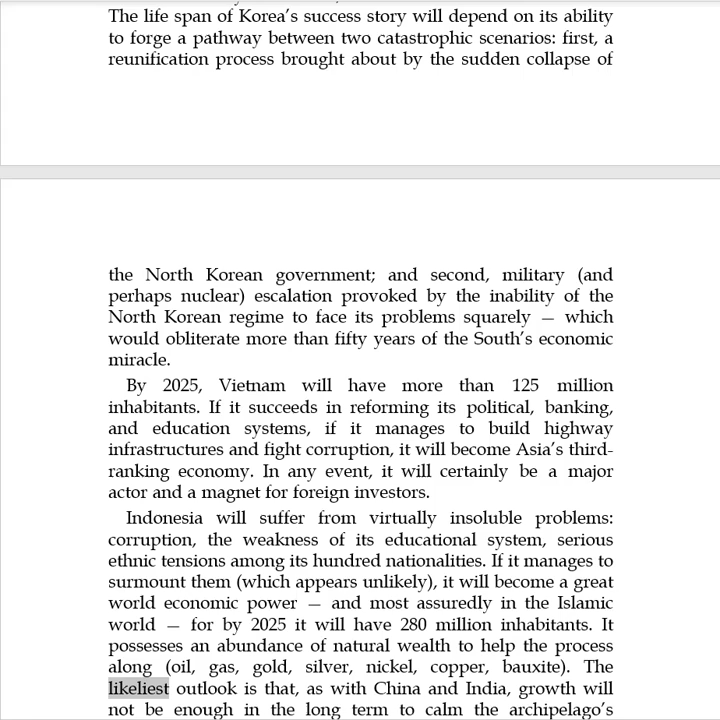 The life span of Korea's success story will depend on its ability
to forge a pathway between two catastrophic scenarios: first, a
reunification process brought about by the sudden collapse of
the North Korean government; and second, military (and
perhaps nuclear) escalation provoked by the inability of the
North Korean regime to face its problems squarely — which
would obliterate more than fifty years of the South's economic
miracle.
By 2025, Vietnam will have more than 125 million
inhabitants. If it succeeds in reforming its political, banking,
and education systems, if it manages to build highway
infrastructures and fight corruption, it will become Asia's third-
ranking economy. In any event, it will certainly be a major
actor and a magnet for foreign investors.
Indonesia will suffer from virtually insoluble problems:
corruption, the weakness of its educational system, serious
ethnic tensions among its hundred nationalities. If it manages to
surmount them (which appears unlikely), it will become a great
world economic power — and most assuredly in the Islamic
world — for by 2025 it will have 280 million inhabitants. It
possesses an abundance of natural wealth to help the process
along (oil, gas, gold, silver, nickel, copper, bauxite). The
likeliest outlook is that, as with China and India, growth will
not be enough in the long term to calm the archipelago's